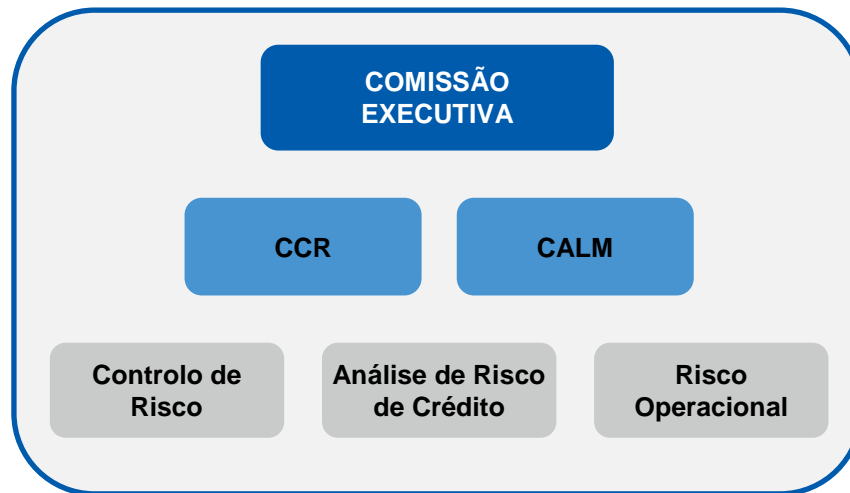 COMISSÃO
EXECUTIVA
CCR
CALM
Controlo de
Risco
Análise de Risco
de Crédito
Risco
Operacional